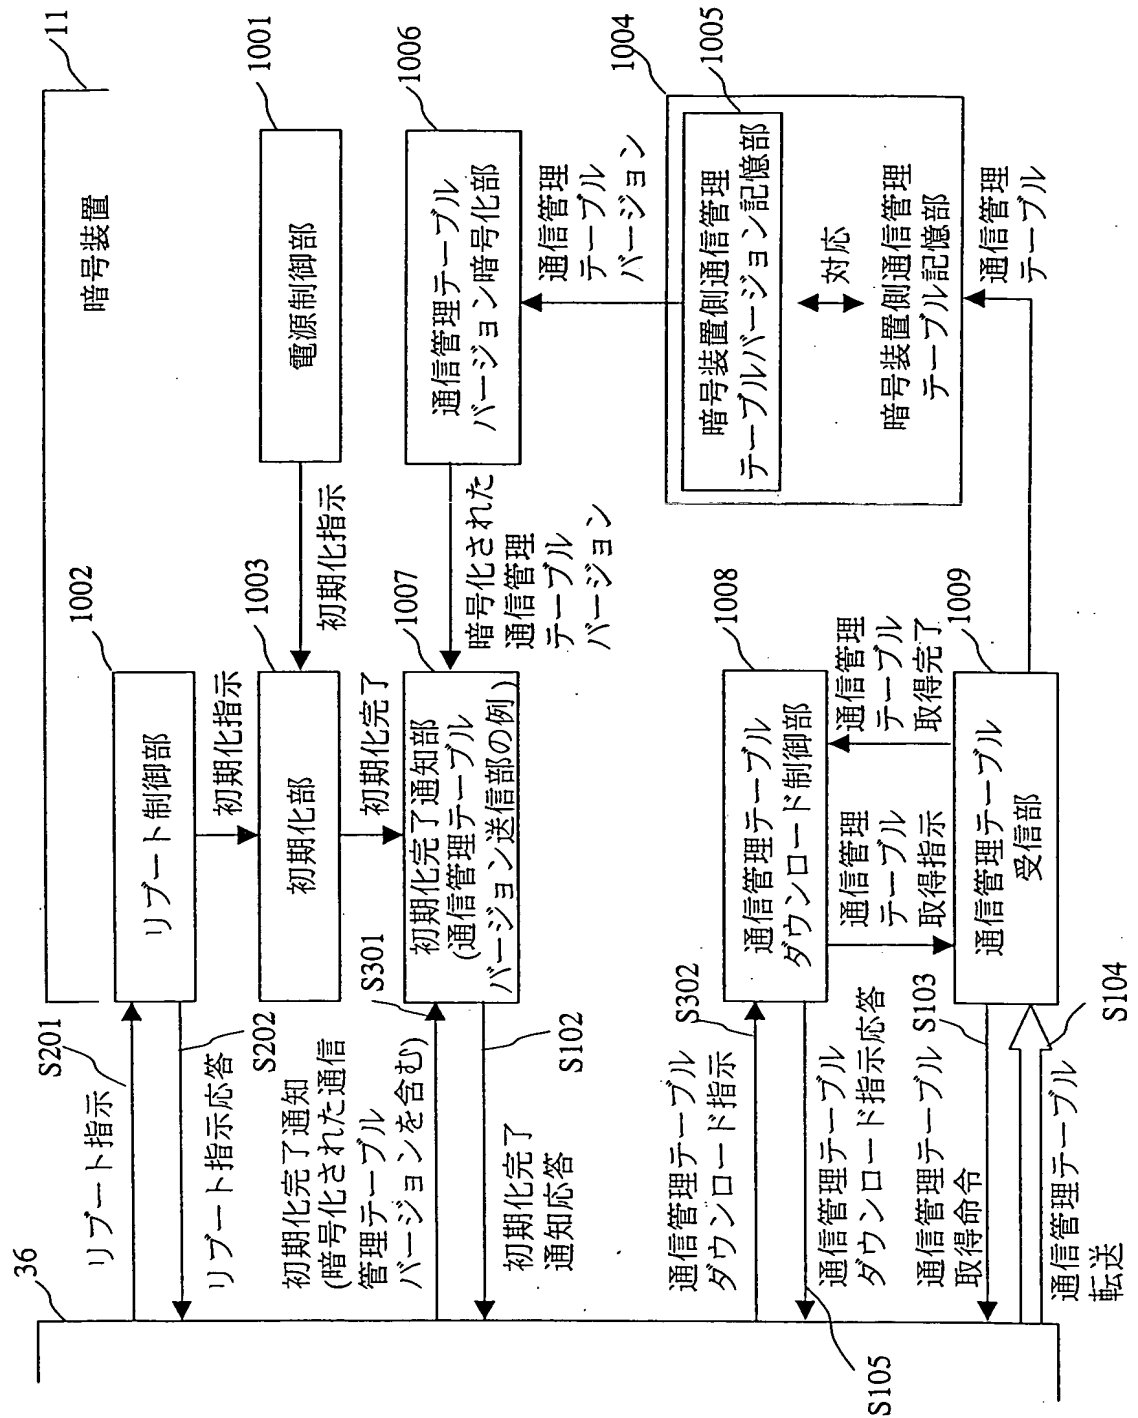 11
暗号装置
36
リブート指示
S201
リブート指示応答
S202
1002
リブート制御部
初期化指示
1001
電源制御部
初期化指示
1003
初期化部
初期化完了
初期化完了通知
(暗号化された通信
管理テーブル
バージョンを含む)
S301
初期化完了
通知応答
S102
1007
初期化完了通知部
(通信管理テーブル
バージョン送信部の例)
暗号化された
通信管理
テーブル
バージョン
1006
通信管理テーブル
バージョン暗号化部
通信管理
テーブル
バージョン
1004
1005
暗号装置側通信管理
テーブルバージョン記憶部
対応
暗号装置側通信管理
テーブル記憶部
通信管理
テーブル
通信管理テーブル
ダウンロード指示
S302
通信管理テーブル
ダウンロード指示応答
S105
1008
通信管理テーブル
ダウンロード制御部
通信管理
テーブル
取得完了
通信管理
テーブル
取得指示
通信管理テーブル
取得命令
S103
1009
通信管理テーブル
受信部
通信管理テーブル
転送
S104